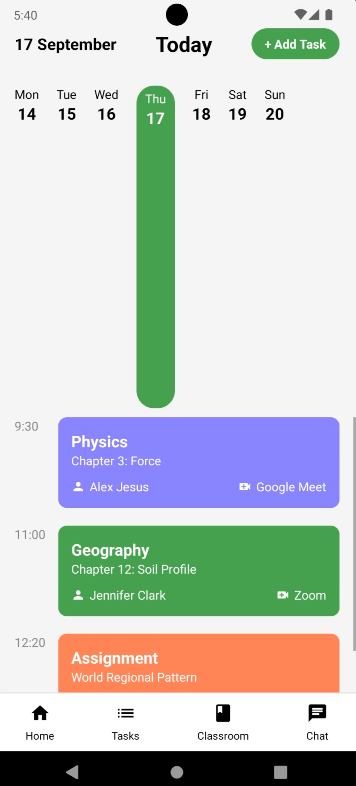 5:40
17 September Today + Add Task
Mon Tue Wed Thu Fri Sat Sun
14 15 16 17 18 19 20
9:30
Physics
Chapter 3: Force
Alex Jesus Google Meet
11:00
Geography
Chapter 12: Soil Profile
Jennifer Clark Zoom
12:20
Assignment
World Regional Pattern
Home Tasks Classroom Chat